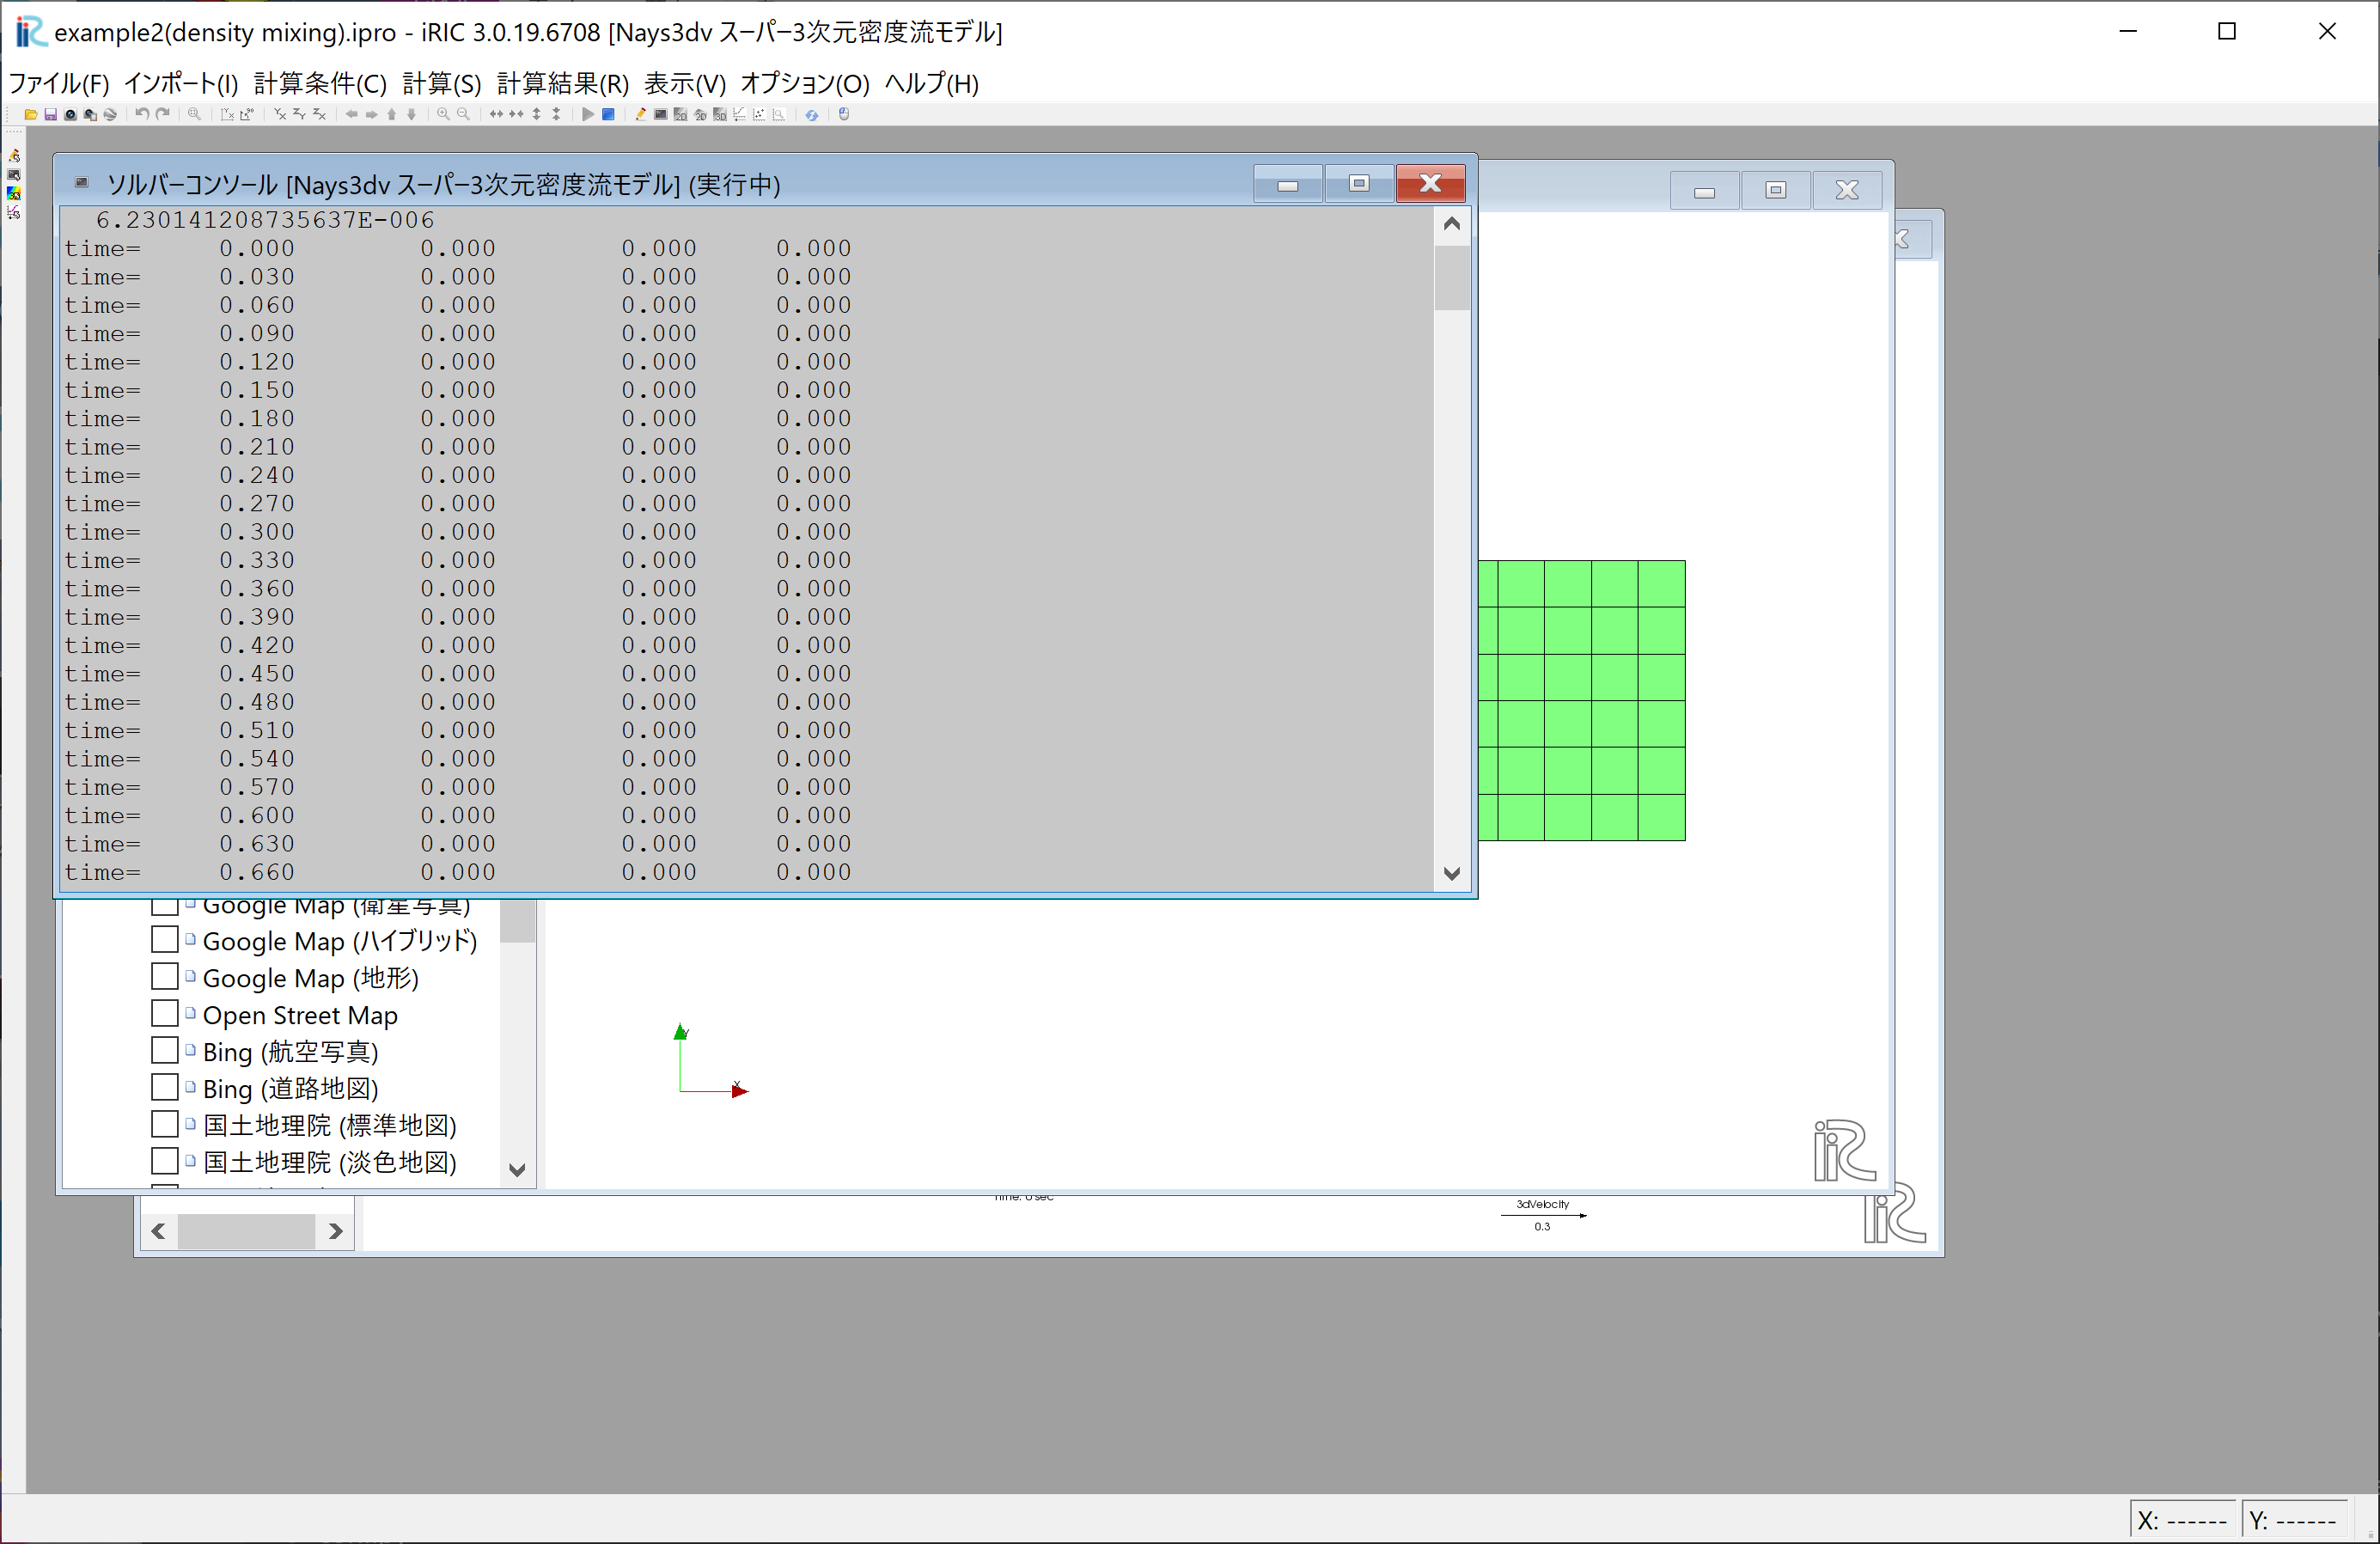 example2(density mixing).ipro - iRIC 3.0.19.6708 [Nays3dv スーパー3次元密度流モデル]
ファイル(F) インポート(I) 計算条件(C) 計算(S) 計算結果(R) 表示(V) オプション(O) ヘルプ(H)
ソルバーコンソール [Nays3dv スーパー3次元密度流モデル] (実行中)
6.230141208735637E-006
time= 0.000 0.000 0.000 0.000
time= 0.030 0.000 0.000 0.000
time= 0.060 0.000 0.000 0.000
time= 0.090 0.000 0.000 0.000
time= 0.120 0.000 0.000 0.000
time= 0.150 0.000 0.000 0.000
time= 0.180 0.000 0.000 0.000
time= 0.210 0.000 0.000 0.000
time= 0.240 0.000 0.000 0.000
time= 0.270 0.000 0.000 0.000
time= 0.300 0.000 0.000 0.000
time= 0.330 0.000 0.000 0.000
time= 0.360 0.000 0.000 0.000
time= 0.390 0.000 0.000 0.000
time= 0.420 0.000 0.000 0.000
time= 0.450 0.000 0.000 0.000
time= 0.480 0.000 0.000 0.000
time= 0.510 0.000 0.000 0.000
time= 0.540 0.000 0.000 0.000
time= 0.570 0.000 0.000 0.000
time= 0.600 0.000 0.000 0.000
time= 0.630 0.000 0.000 0.000
time= 0.660 0.000 0.000 0.000
Google Map (衛星写真)
Google Map (ハイブリッド)
Google Map (地形)
Open Street Map
Bing (航空写真)
Bing (道路地図)
国土地理院 (標準地図)
国土地理院 (淡色地図)
Y
X
iRC
Time: 0 sec
3dVelocity
0.3
iRC
X: ------ Y: ------